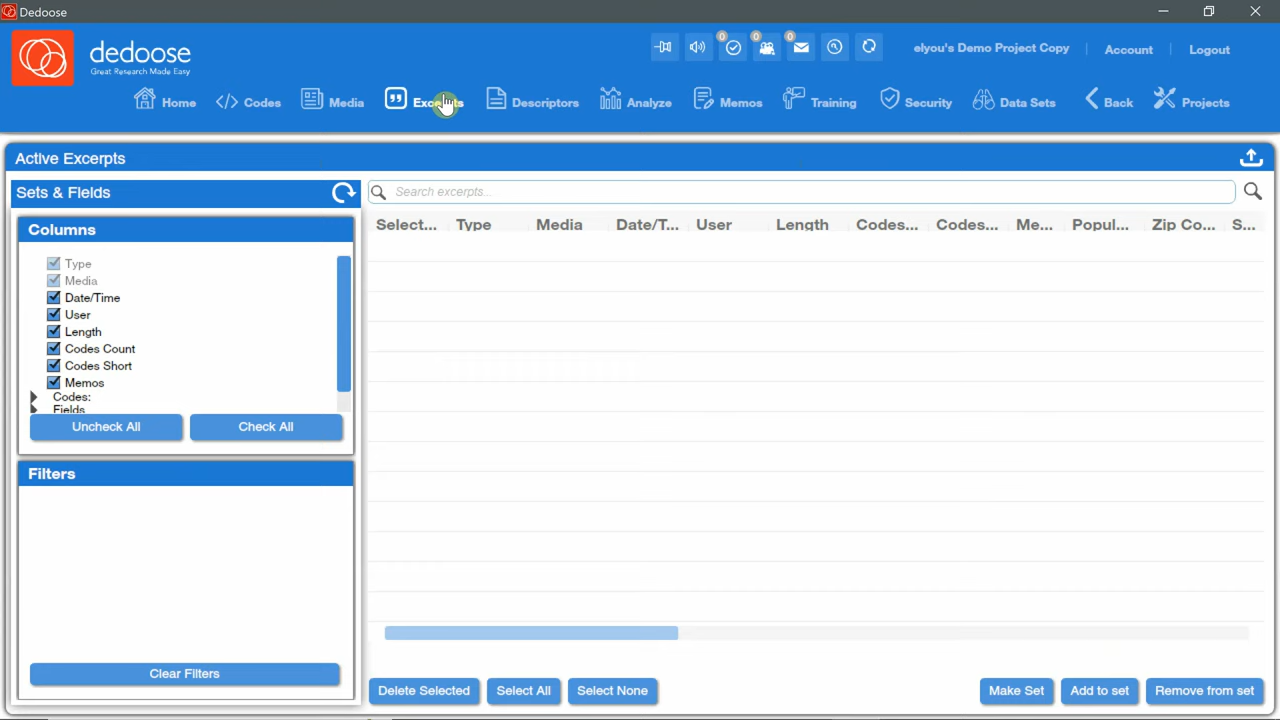 Dedoose
dedoose
Great Research Made Easy
0 0 0
elyou's Demo Project Copy Account Logout
Home Codes Media Excerpts Descriptors Analyze Memos Training Security Data Sets Back Projects
Active Excerpts
Sets & Fields
Search excerpts...
Columns
Select... Type Media Date/T... User Length Codes... Codes... Me... Popul... Zip Co... S...
Type
Media
Date/Time
User
Length
Codes Count
Codes Short
Memos
Codes:
Fields
Uncheck All Check All
Filters
Clear Filters
Delete Selected Select All Select None Make Set Add to set Remove from set